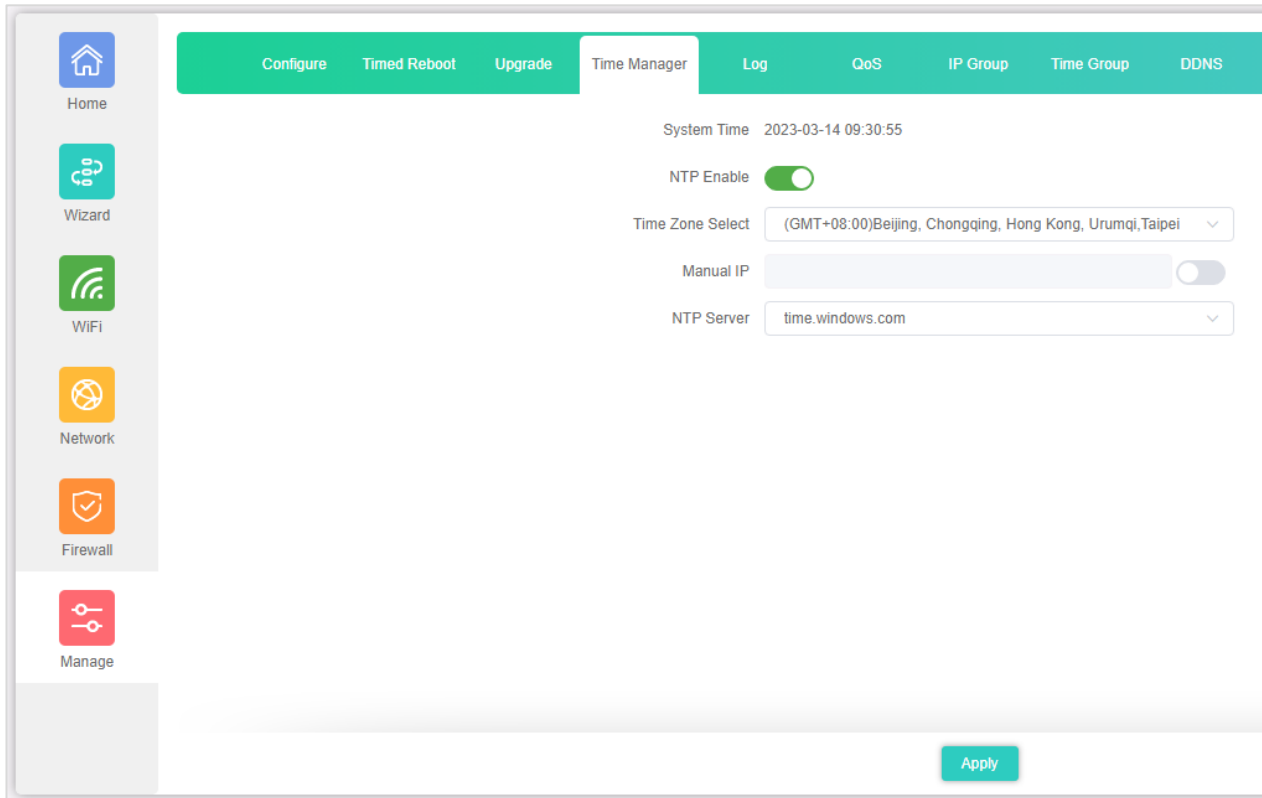 Home
Wizard
WiFi
Network
Firewall
Manage
Configure Timed Reboot Upgrade Time Manager Log QoS IP Group Time Group DDNS
System Time 2023-03-14 09:30:55
NTP Enable
Time Zone Select (GMT+08:00)Beijing, Chongqing, Hong Kong, Urumqi,Taipei
Manual IP
NTP Server time.windows.com
Apply